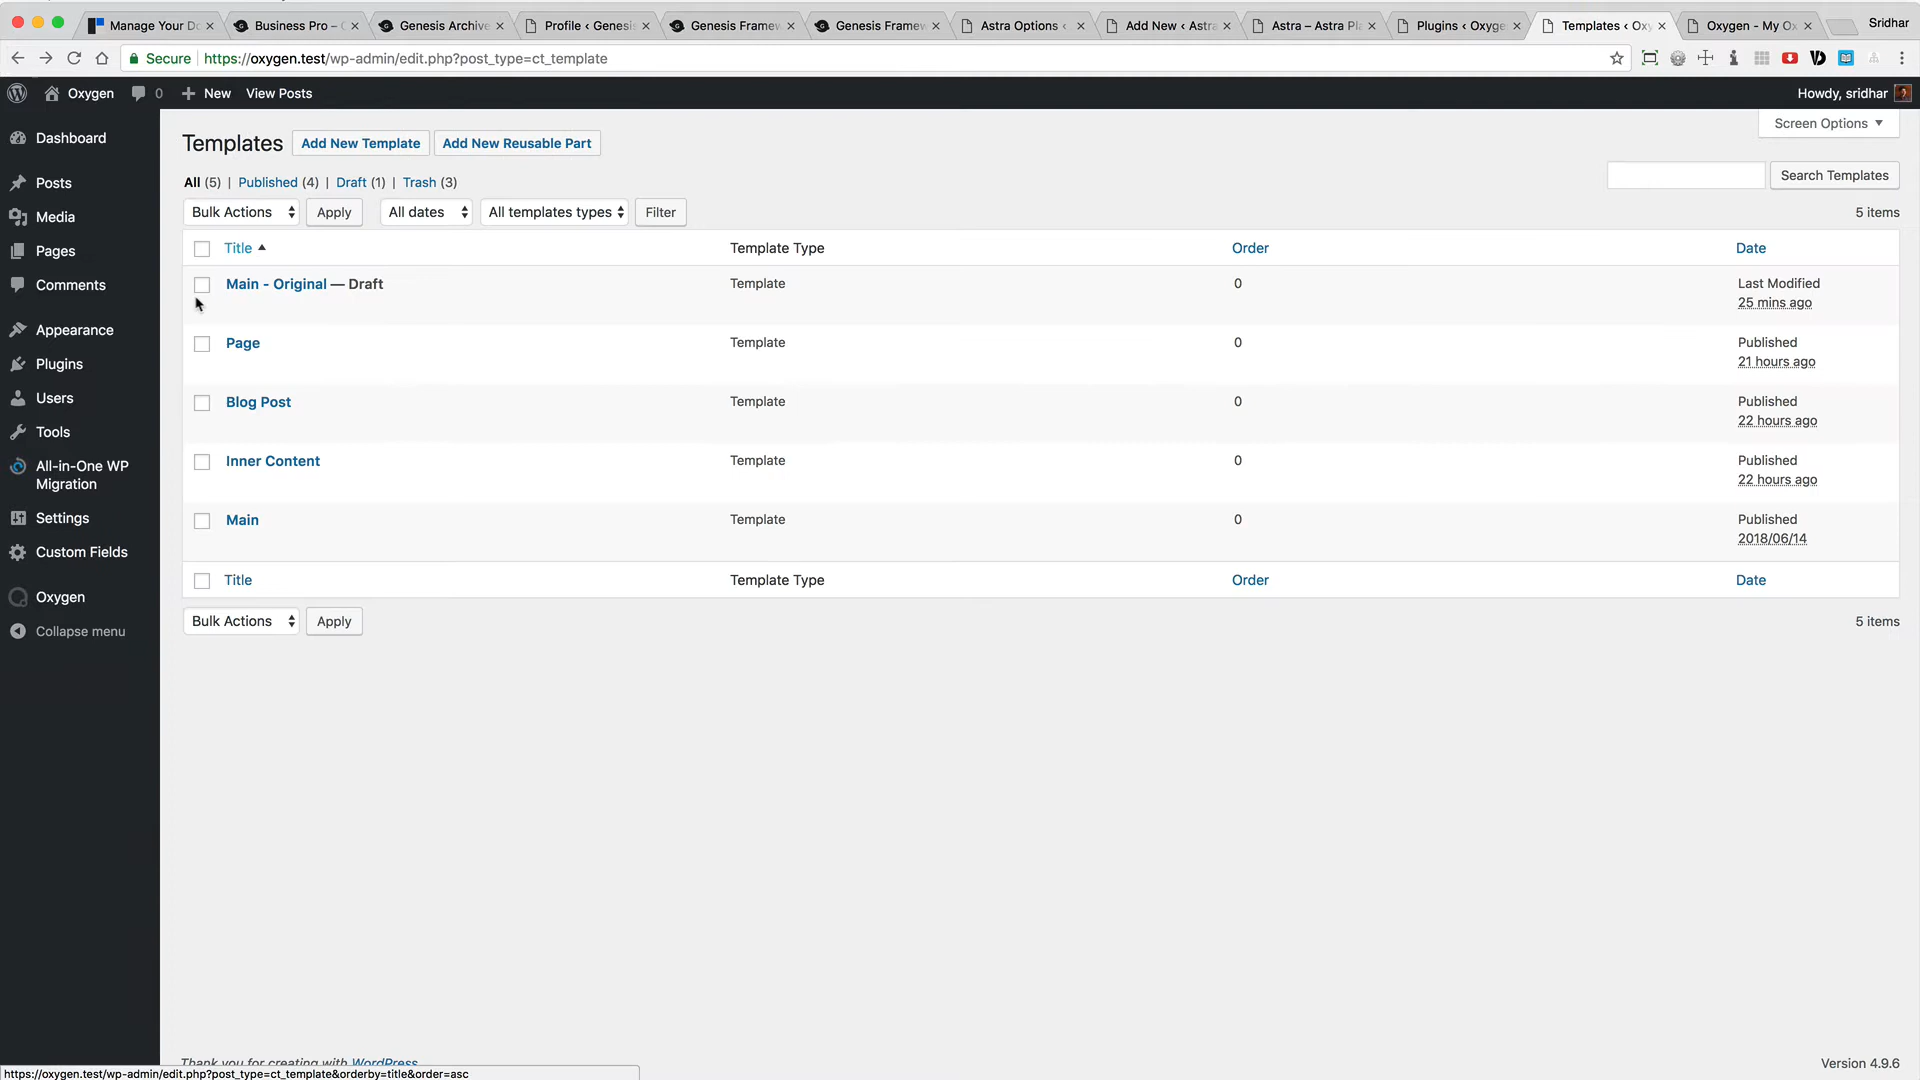 Manage Your Do
Business Pro – G
Genesis Archive
Profile ‹ Genesis
Genesis Framew
Genesis Framew
Astra Options ‹
Add New ‹ Astra
Astra – Astra Pla
Plugins ‹ Oxyge
Templates ‹ Oxy
Oxygen - My Ox
Sridhar
Secure https://oxygen.test/wp-admin/edit.php?post_type=ct_template
Oxygen 0 + New View Posts Howdy, sridhar
Dashboard
Posts
Media
Pages
Comments
Appearance
Plugins
Users
Tools
All-in-One WP
Migration
Settings
Custom Fields
Oxygen
Collapse menu
Screen Options
Templates Add New Template Add New Reusable Part
All (5) | Published (4) | Draft (1) | Trash (3)
Search Templates
Bulk Actions Apply All dates All templates types Filter 5 items
Title Template Type Order Date
Main - Original — Draft Template 0 Last Modified
25 mins ago
Page Template 0 Published
21 hours ago
Blog Post Template 0 Published
22 hours ago
Inner Content Template 0 Published
22 hours ago
Main Template 0 Published
2018/06/14
Title Template Type Order Date
Bulk Actions Apply 5 items
Thank you for creating with WordPress
Version 4.9.6
https://oxygen.test/wp-admin/edit.php?post_type=ct_template&orderby=title&order=asc